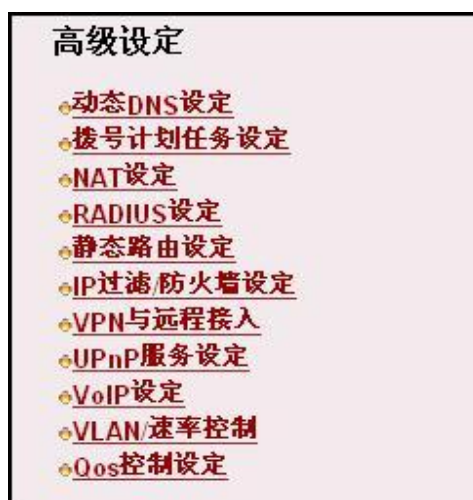 高级设定
动态DNS设定
拨号计划任务设定
NAT设定
RADIUS设定
静态路由设定
IP过滤/防火墙设定
VPN与远程接入
UPnP服务设定
VoIP设定
VLAN/速率控制
Qos控制设定